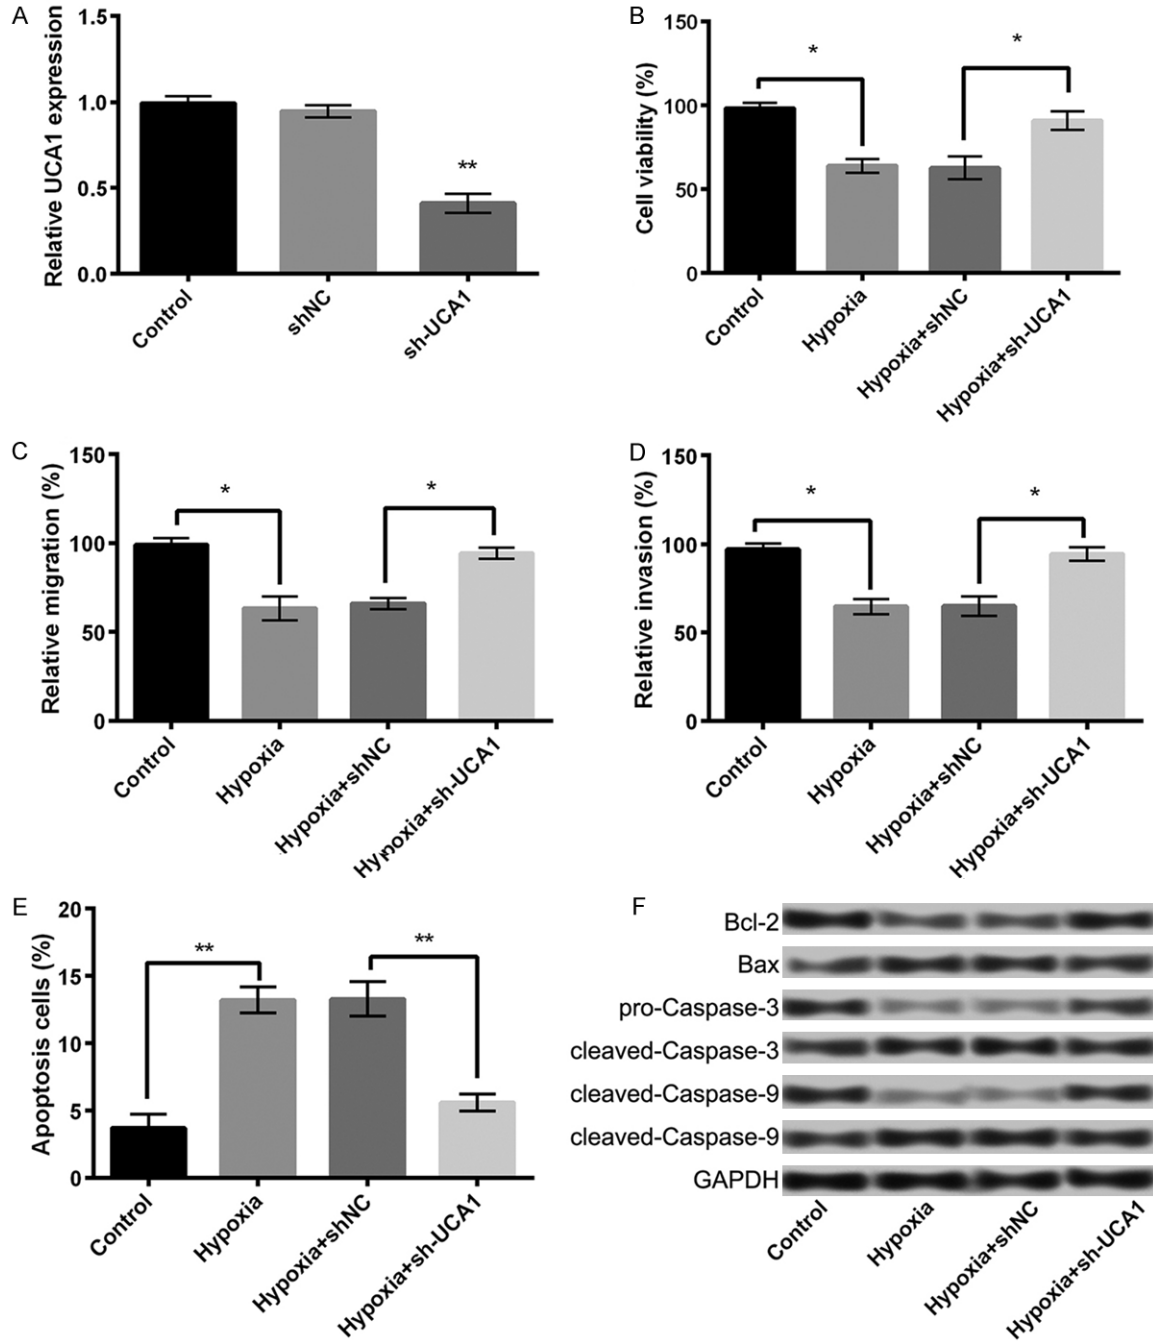 A
Relative UCA1 expression
1.5
1.0
0.5
0.0
**
Control
shNC
sh-UCA1
B
Cell viability (%)
150
100
50
0
*
*
Control
Hypoxia
Hypoxia+shNC
Hypoxia+sh-UCA1
C
Relative migration (%)
150
100
50
0
*
*
Control
Hypoxia
Hypoxia+shNC
Hypoxia+sh-UCA1
D
Relative invasion (%)
150
100
50
0
*
*
Control
Hypoxia
Hypoxia+shNC
Hypoxia+sh-UCA1
E
Apoptosis cells (%)
20
15
10
5
0
**
**
Control
Hypoxia
Hypoxia+shNC
Hypoxia+sh-UCA1
F
Bcl-2
Bax
pro-Caspase-3
cleaved-Caspase-3
cleaved-Caspase-9
cleaved-Caspase-9
GAPDH
Control
Hypoxia
Hypoxia+shNC
Hypoxia+sh-UCA1